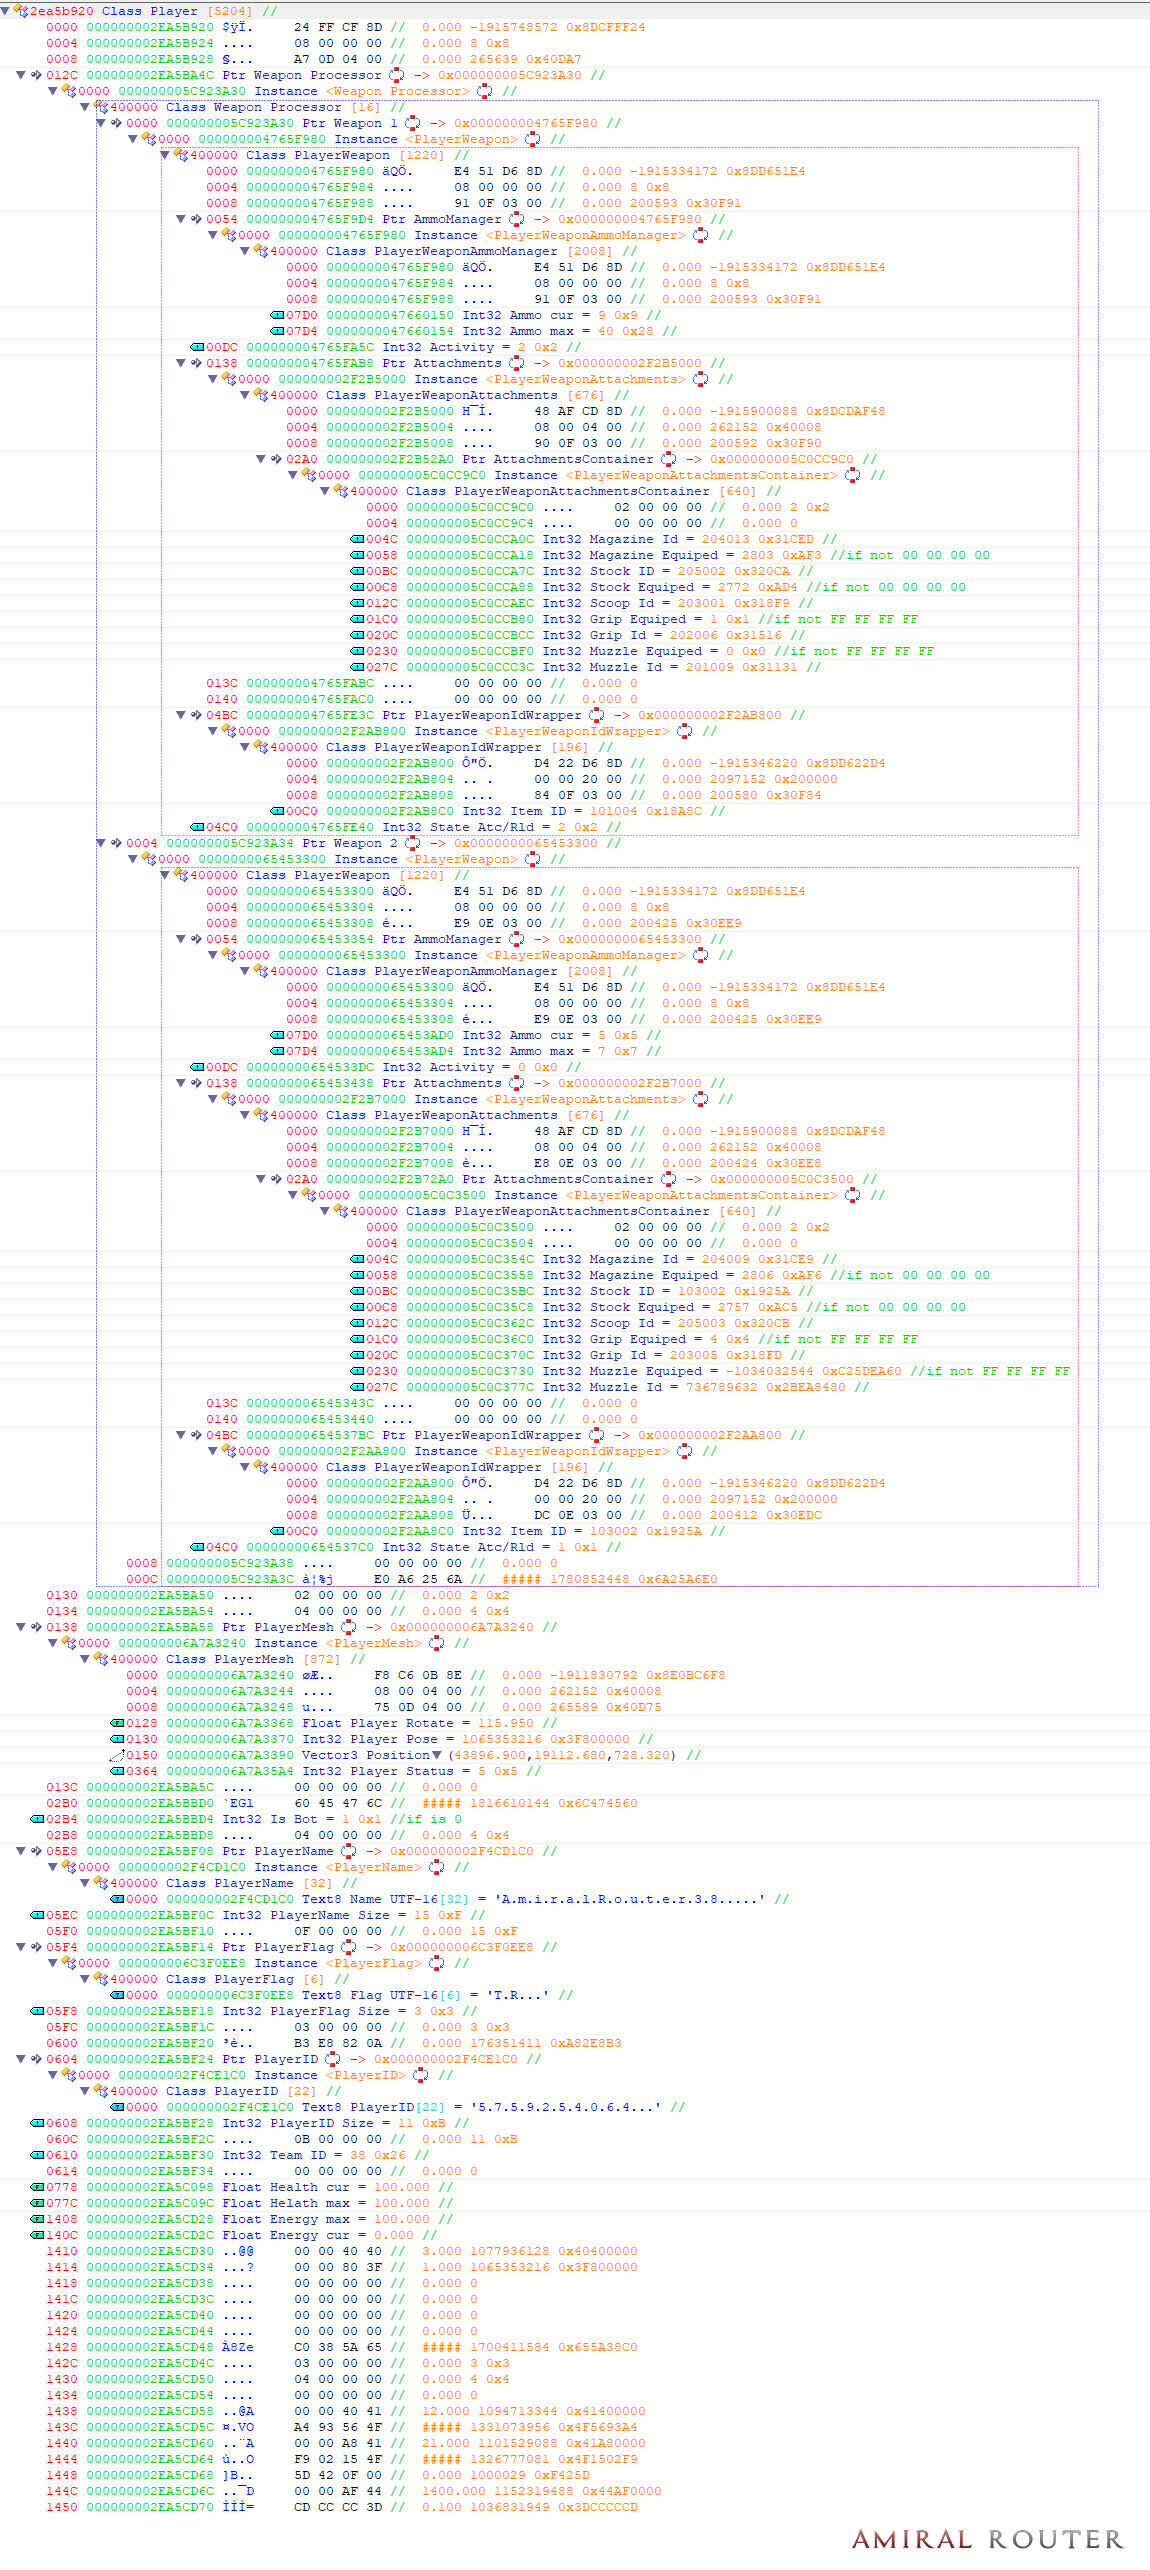 2ea5b920 Class Player [5204] //
0000 000000002EA5B920 $ÿÏ. 24 FF CF 8D // 0.000 -1915748572 0x8DCFFF24
0004 000000002EA5B924 .... 08 00 00 00 // 0.000 8 0x8
0008 000000002EA5B928 §... A7 0D 04 00 // 0.000 265639 0x40DA7
012C 000000002EA5BA4C Ptr Weapon Processor -> 0x000000005C923A30 //
0000 000000005C923A30 Instance <Weapon Processor> //
400000 Class Weapon Processor [16] //
0000 000000005C923A30 Ptr Weapon 1 -> 0x000000004765F980 //
0000 000000004765F980 Instance <PlayerWeapon> //
400000 Class PlayerWeapon [1220] //
0000 000000004765F980 äQÖ. E4 51 D6 8D // 0.000 -1915334172 0x8DD651E4
0004 000000004765F984 .... 08 00 00 00 // 0.000 8 0x8
0008 000000004765F988 .... 91 0F 03 00 // 0.000 200593 0x30F91
0054 000000004765F9D4 Ptr AmmoManager -> 0x000000004765F980 //
0000 000000004765F980 Instance <PlayerWeaponAmmoManager> //
400000 Class PlayerWeaponAmmoManager [2008] //
0000 000000004765F980 äQÖ. E4 51 D6 8D // 0.000 -1915334172 0x8DD651E4
0004 000000004765F984 .... 08 00 00 00 // 0.000 8 0x8
0008 000000004765F988 .... 91 0F 03 00 // 0.000 200593 0x30F91
07D0 0000000047660150 Int32 Ammo cur = 9 0x9 //
07D4 0000000047660154 Int32 Ammo max = 40 0x28 //
00DC 000000004765FA5C Int32 Activity = 2 0x2 //
0138 000000004765FAB8 Ptr Attachments -> 0x000000002F2B5000 //
0000 000000002F2B5000 Instance <PlayerWeaponAttachments> //
400000 Class PlayerWeaponAttachments [676] //
0000 000000002F2B5000 H¯Í. 48 AF CD 8D // 0.000 -1915900088 0x8DCDAF48
0004 000000002F2B5004 .... 08 00 04 00 // 0.000 262152 0x40008
0008 000000002F2B5008 .... 90 0F 03 00 // 0.000 200592 0x30F90
02A0 000000002F2B52A0 Ptr AttachmentsContainer -> 0x000000005C0CC9C0 //
0000 000000005C0CC9C0 Instance <PlayerWeaponAttachmentsContainer> //
400000 Class PlayerWeaponAttachmentsContainer [640] //
0000 000000005C0CC9C0 .... 02 00 00 00 // 0.000 2 0x2
0004 000000005C0CC9C4 .... 00 00 00 00 // 0.000 0
004C 000000005C0CCA0C Int32 Magazine Id = 204013 0x31CED //
0058 000000005C0CCA18 Int32 Magazine Equiped = 2803 0xAF3 //if not 00 00 00 00
00BC 000000005C0CCA7C Int32 Stock ID = 205002 0x320CA //
00C8 000000005C0CCA88 Int32 Stock Equiped = 2772 0xAD4 //if not 00 00 00 00
012C 000000005C0CCAEC Int32 Scoop Id = 203001 0x318F9 //
01C0 000000005C0CCB80 Int32 Grip Equiped = 1 0x1 //if not FF FF FF FF
020C 000000005C0CCBCC Int32 Grip Id = 202006 0x31516 //
0230 000000005C0CCBF0 Int32 Muzzle Equiped = 0 0x0 //if not FF FF FF FF
027C 000000005C0CCC3C Int32 Muzzle Id = 201009 0x31131 //
013C 000000004765FABC .... 00 00 00 00 // 0.000 0
0140 000000004765FAC0 .... 00 00 00 00 // 0.000 0
04BC 000000004765FE3C Ptr PlayerWeaponIdWrapper -> 0x000000002F2AB800 //
0000 000000002F2AB800 Instance <PlayerWeaponIdWrapper> //
400000 Class PlayerWeaponIdWrapper [196] //
0000 000000002F2AB800 Ô"Ö. D4 22 D6 8D // 0.000 -1915346220 0x8DD622D4
0004 000000002F2AB804 .. . 00 00 20 00 // 0.000 2097152 0x200000
0008 000000002F2AB808 .... 84 0F 03 00 // 0.000 200580 0x30F84
00C0 000000002F2AB8C0 Int32 Item ID = 101004 0x18A8C //
04C0 000000004765FE40 Int32 State Atc/Rld = 2 0x2 //
0004 000000005C923A34 Ptr Weapon 2 -> 0x0000000065453300 //
0000 0000000065453300 Instance <PlayerWeapon> //
400000 Class PlayerWeapon [1220] //
0000 0000000065453300 äQÖ. E4 51 D6 8D // 0.000 -1915334172 0x8DD651E4
0004 0000000065453304 .... 08 00 00 00 // 0.000 8 0x8
0008 0000000065453308 é... E9 0E 03 00 // 0.000 200425 0x30EE9
0054 0000000065453354 Ptr AmmoManager -> 0x0000000065453300 //
0000 0000000065453300 Instance <PlayerWeaponAmmoManager> //
400000 Class PlayerWeaponAmmoManager [2008] //
0000 0000000065453300 äQÖ. E4 51 D6 8D // 0.000 -1915334172 0x8DD651E4
0004 0000000065453304 .... 08 00 00 00 // 0.000 8 0x8
0008 0000000065453308 é... E9 0E 03 00 // 0.000 200425 0x30EE9
07D0 0000000065453AD0 Int32 Ammo cur = 5 0x5 //
07D4 0000000065453AD4 Int32 Ammo max = 7 0x7 //
00DC 00000000654533DC Int32 Activity = 0 0x0 //
0138 0000000065453438 Ptr Attachments -> 0x000000002F2B7000 //
0000 000000002F2B7000 Instance <PlayerWeaponAttachments> //
400000 Class PlayerWeaponAttachments [676] //
0000 000000002F2B7000 H¯Í. 48 AF CD 8D // 0.000 -1915900088 0x8DCDAF48
0004 000000002F2B7004 .... 08 00 04 00 // 0.000 262152 0x40008
0008 000000002F2B7008 è... E8 0E 03 00 // 0.000 200424 0x30EE8
02A0 000000002F2B72A0 Ptr AttachmentsContainer -> 0x000000005C0C3500 //
0000 000000005C0C3500 Instance <PlayerWeaponAttachmentsContainer> //
400000 Class PlayerWeaponAttachmentsContainer [640] //
0000 000000005C0C3500 .... 02 00 00 00 // 0.000 2 0x2
0004 000000005C0C3504 .... 00 00 00 00 // 0.000 0
004C 000000005C0C354C Int32 Magazine Id = 204009 0x31CE9 //
0058 000000005C0C3558 Int32 Magazine Equiped = 2806 0xAF6 //if not 00 00 00 00
00BC 000000005C0C35BC Int32 Stock ID = 103002 0x1925A //
00C8 000000005C0C35C8 Int32 Stock Equiped = 2757 0xAC5 //if not 00 00 00 00
012C 000000005C0C362C Int32 Scoop Id = 205003 0x320CB //
01C0 000000005C0C36C0 Int32 Grip Equiped = 4 0x4 //if not FF FF FF FF
020C 000000005C0C370C Int32 Grip Id = 203005 0x318FD //
0230 000000005C0C3730 Int32 Muzzle Equiped = -1034032544 0xC25DEA60 //if not FF FF FF FF
027C 000000005C0C377C Int32 Muzzle Id = 736789632 0x2BEA8480 //
013C 000000006545343C .... 00 00 00 00 // 0.000 0
0140 0000000065453440 .... 00 00 00 00 // 0.000 0
04BC 00000000654537BC Ptr PlayerWeaponIdWrapper -> 0x000000002F2AA800 //
0000 000000002F2AA800 Instance <PlayerWeaponIdWrapper> //
400000 Class PlayerWeaponIdWrapper [196] //
0000 000000002F2AA800 Ô"Ö. D4 22 D6 8D // 0.000 -1915346220 0x8DD622D4
0004 000000002F2AA804 .. . 00 00 20 00 // 0.000 2097152 0x200000
0008 000000002F2AA808 Ü... DC 0E 03 00 // 0.000 200412 0x30EDC
00C0 000000002F2AA8C0 Int32 Item ID = 103002 0x1925A //
04C0 00000000654537C0 Int32 State Atc/Rld = 1 0x1 //
0008 000000005C923A38 .... 00 00 00 00 // 0.000 0
000C 000000005C923A3C à¦%j E0 A6 25 6A // ##### 1780852448 0x6A25A6E0
0130 000000002EA5BA50 .... 02 00 00 00 // 0.000 2 0x2
0134 000000002EA5BA54 .... 04 00 00 00 // 0.000 4 0x4
0138 000000002EA5BA58 Ptr PlayerMesh -> 0x000000006A7A3240 //
0000 000000006A7A3240 Instance <PlayerMesh> //
400000 Class PlayerMesh [872] //
0000 000000006A7A3240 øÆ.. F8 C6 0B 8E // 0.000 -1911830792 0x8E0BC6F8
0004 000000006A7A3244 .... 08 00 04 00 // 0.000 262152 0x40008
0008 000000006A7A3248 u... 75 0D 04 00 // 0.000 265589 0x40D75
0128 000000006A7A3368 Float Player Rotate = 115.950 //
0130 000000006A7A3370 Int32 Player Pose = 1065353216 0x3F800000 //
0150 000000006A7A3390 Vector3 Position (43896.900,19112.680,728.320) //
0364 000000006A7A35A4 Int32 Player Status = 5 0x5 //
013C 000000002EA5BA5C .... 00 00 00 00 // 0.000 0
02B0 000000002EA5BBD0 `EGl 60 45 47 6C // ##### 1816610144 0x6C474560
02B4 000000002EA5BBD4 Int32 Is Bot = 1 0x1 //if is 0
02B8 000000002EA5BBD8 .... 04 00 00 00 // 0.000 4 0x4
05E8 000000002EA5BF08 Ptr PlayerName -> 0x000000002F4CD1C0 //
0000 000000002F4CD1C0 Instance <PlayerName> //
400000 Class PlayerName [32] //
0000 000000002F4CD1C0 Text8 Name UTF-16[32] = 'A.m.i.r.a.l.R.o.u.t.e.r.3.8.....' //
05EC 000000002EA5BF0C Int32 PlayerName Size = 15 0xF //
05F0 000000002EA5BF10 .... 0F 00 00 00 // 0.000 15 0xF
05F4 000000002EA5BF14 Ptr PlayerFlag -> 0x000000006C3F0EE8 //
0000 000000006C3F0EE8 Instance <PlayerFlag> //
400000 Class PlayerFlag [6] //
0000 000000006C3F0EE8 Text8 Flag UTF-16[6] = 'T.R...' //
05F8 000000002EA5BF18 Int32 PlayerFlag Size = 3 0x3 //
05FC 000000002EA5BF1C .... 03 00 00 00 // 0.000 3 0x3
0600 000000002EA5BF20 ³è.. B3 E8 82 0A // 0.000 176351411 0xA82E8B3
0604 000000002EA5BF24 Ptr PlayerID -> 0x000000002F4CE1C0 //
0000 000000002F4CE1C0 Instance <PlayerID> //
400000 Class PlayerID [22] //
0000 000000002F4CE1C0 Text8 PlayerID[22] = '5.7.5.9.2.5.4.0.6.4...' //
0608 000000002EA5BF28 Int32 PlayerID Size = 11 0xB //
060C 000000002EA5BF2C .... 0B 00 00 00 // 0.000 11 0xB
0610 000000002EA5BF30 Int32 Team ID = 38 0x26 //
0614 000000002EA5BF34 .... 00 00 00 00 // 0.000 0
0778 000000002EA5C098 Float Health cur = 100.000 //
077C 000000002EA5C09C Float Helath max = 100.000 //
1408 000000002EA5CD28 Float Energy max = 100.000 //
140C 000000002EA5CD2C Float Energy cur = 0.000 //
1410 000000002EA5CD30 ..@@ 00 00 40 40 // 3.000 1077936128 0x40400000
1414 000000002EA5CD34 ...? 00 00 80 3F // 1.000 1065353216 0x3F800000
1418 000000002EA5CD38 .... 00 00 00 00 // 0.000 0
141C 000000002EA5CD3C .... 00 00 00 00 // 0.000 0
1420 000000002EA5CD40 .... 00 00 00 00 // 0.000 0
1424 000000002EA5CD44 .... 00 00 00 00 // 0.000 0
1428 000000002EA5CD48 À8Ze C0 38 5A 65 // ##### 1700411584 0x655A38C0
142C 000000002EA5CD4C .... 03 00 00 00 // 0.000 3 0x3
1430 000000002EA5CD50 .... 04 00 00 00 // 0.000 4 0x4
1434 000000002EA5CD54 .... 00 00 00 00 // 0.000 0
1438 000000002EA5CD58 ..@A 00 00 40 41 // 12.000 1094713344 0x41400000
143C 000000002EA5CD5C ¤.VO A4 93 56 4F // ##### 1331073956 0x4F5693A4
1440 000000002EA5CD60 ..¨A 00 00 A8 41 // 21.000 1101529088 0x41A80000
1444 000000002EA5CD64 ù..O F9 02 15 4F // ##### 1326777081 0x4F1502F9
1448 000000002EA5CD68 ]B.. 5D 42 0F 00 // 0.000 1000029 0xF425D
144C 000000002EA5CD6C ..¯D 00 00 AF 44 // 1400.000 1152319488 0x44AF0000
1450 000000002EA5CD70 ÍÌÌ= CD CC CC 3D // 0.100 1036831949 0x3DCCCCCD
AMIRAL ROUTER